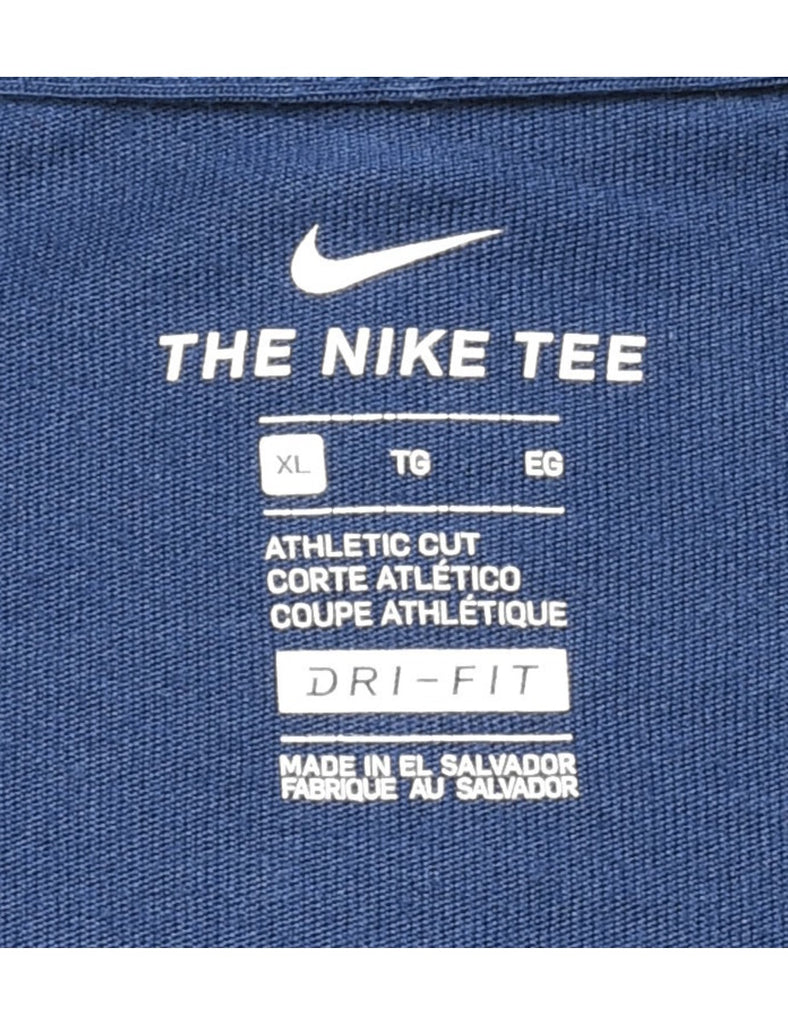 THE NIKE TEE
XL TG EG
ATHLETIC CUT
CORTE ATLÉTICO
COUPE ATHLÉTIQUE
DRI-FIT
MADE IN EL SALVADOR
FABRIQUE AU SALVADOR